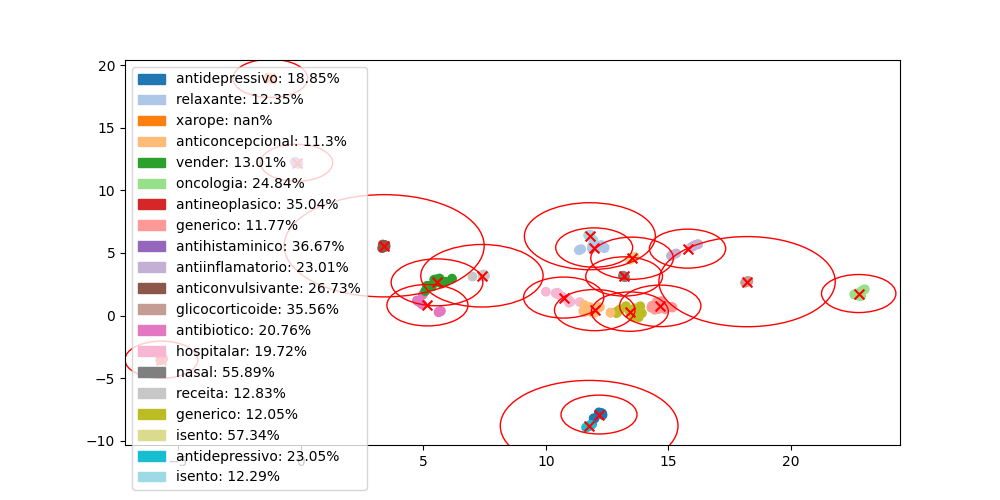 20
15
10
5
0
−5
−10
antidepressivo: 18.85%
relaxante: 12.35%
xarope: nan%
anticoncepcional: 11.3%
vender: 13.01%
oncologia: 24.84%
antineoplasico: 35.04%
generico: 11.77%
antihistaminico: 36.67%
antiinflamatorio: 23.01%
anticonvulsivante: 26.73%
glicocorticoide: 35.56%
antibiotico: 20.76%
hospitalar: 19.72%
nasal: 55.89%
receita: 12.83%
generico: 12.05%
isento: 57.34%
antidepressivo: 23.05%
isento: 12.29%
−5 0 5 10 15 20